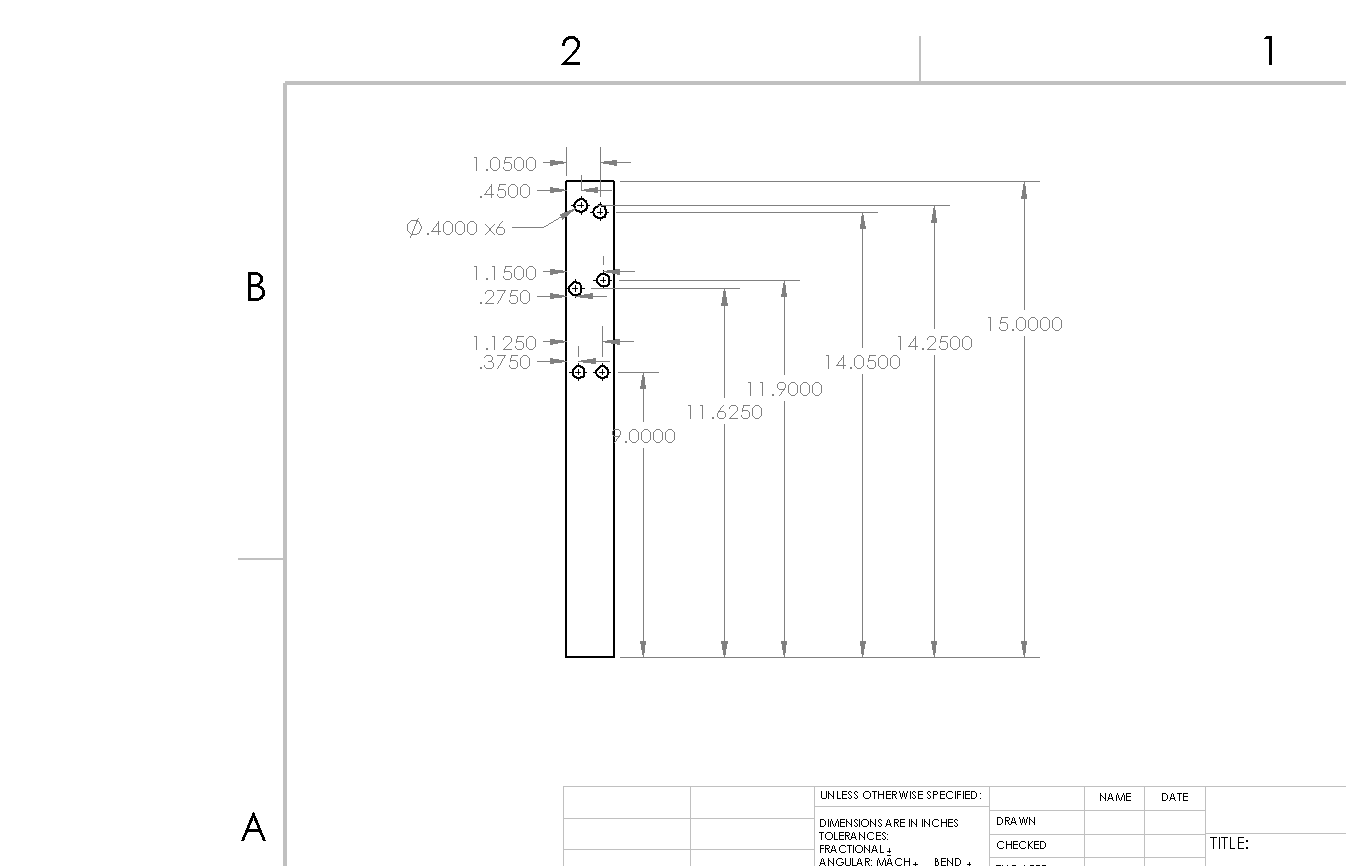 2 1
1.0500
.4500
Ø.4000 x6
B
1.1500
.2750
15.0000
1.1250
14.2500
.3750
14.0500
11.9000
11.6250
9.0000
A
UNLESS OTHERWISE SPECIFIED:
NAME DATE
DIMENSIONS ARE IN INCHES
DRAWN
TOLERANCES:
FRACTIONAL ±
CHECKED
TITLE:
ANGULAR: MACH ± BEND ±